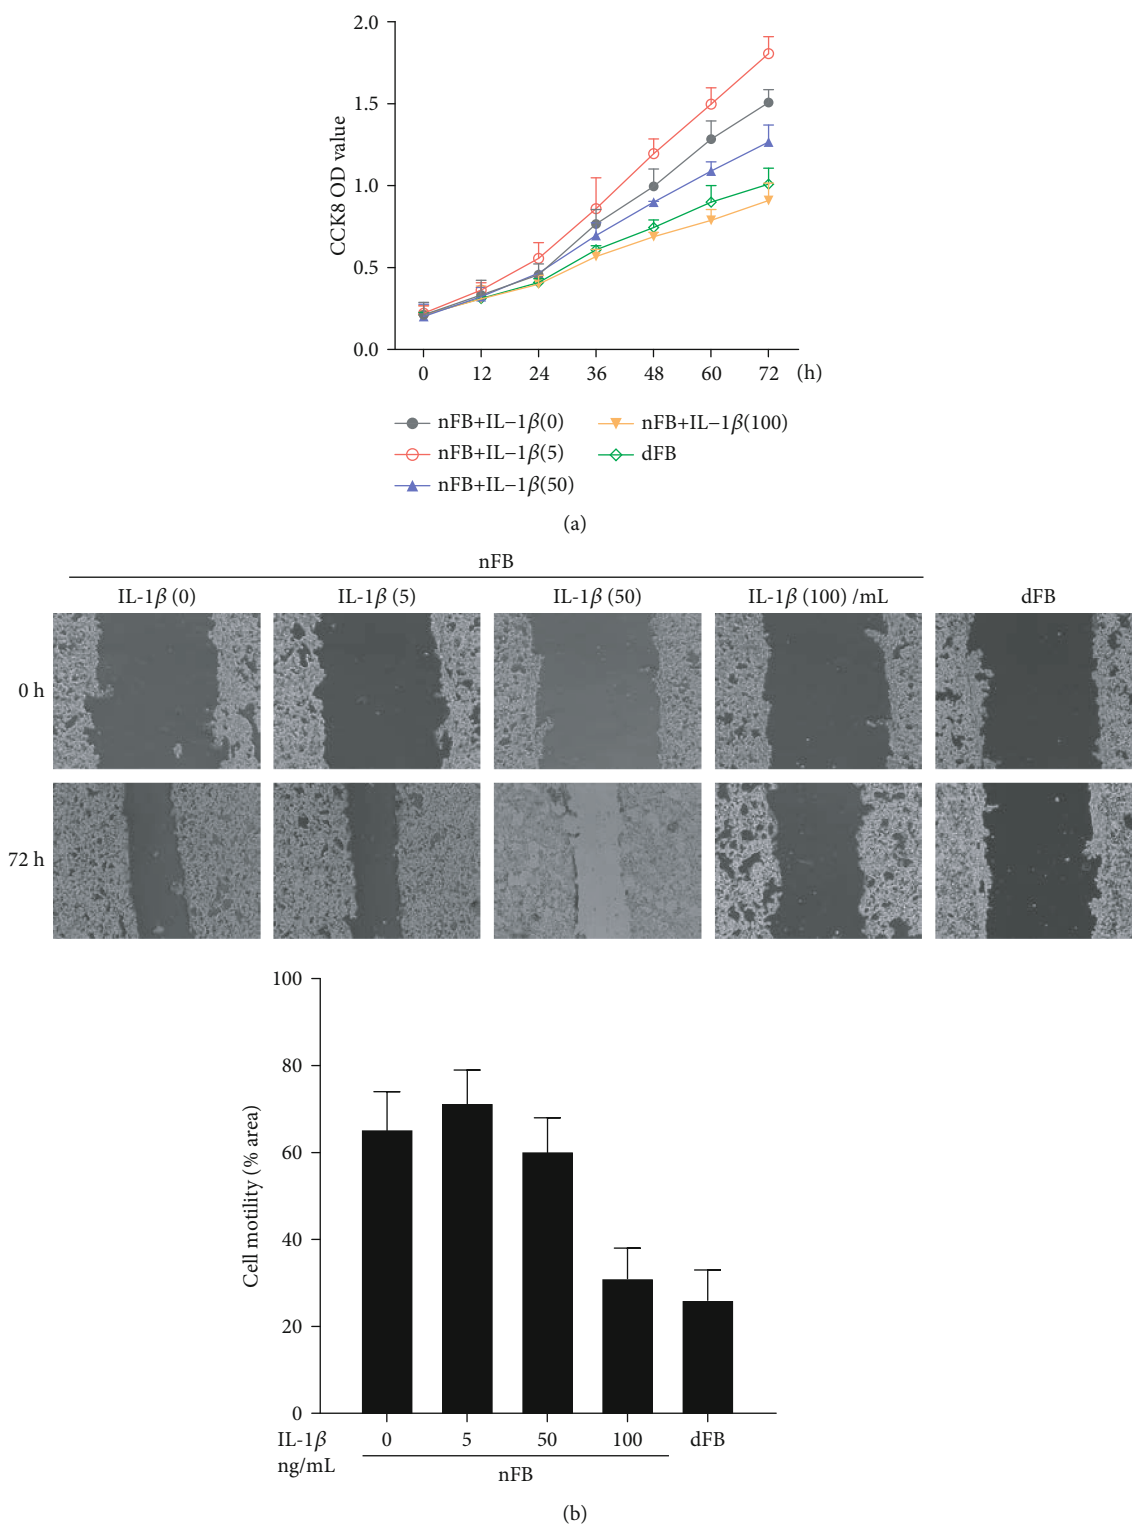 2.0
1.5
1.0
0.5
0.0
CCK8 OD value
0 12 24 36 48 60 72 (h)
nFB+IL−1β(0) nFB+IL−1β(100)
nFB+IL−1β(5) dFB
nFB+IL−1β(50)
(a)
nFB
IL-1β (0) IL-1β (5) IL-1β (50) IL-1β (100) /mL dFB
0 h
72 h
100
80
60
40
20
0
Cell motility (% area)
IL-1β 0 5 50 100 dFB
ng/mL
nFB
(b)